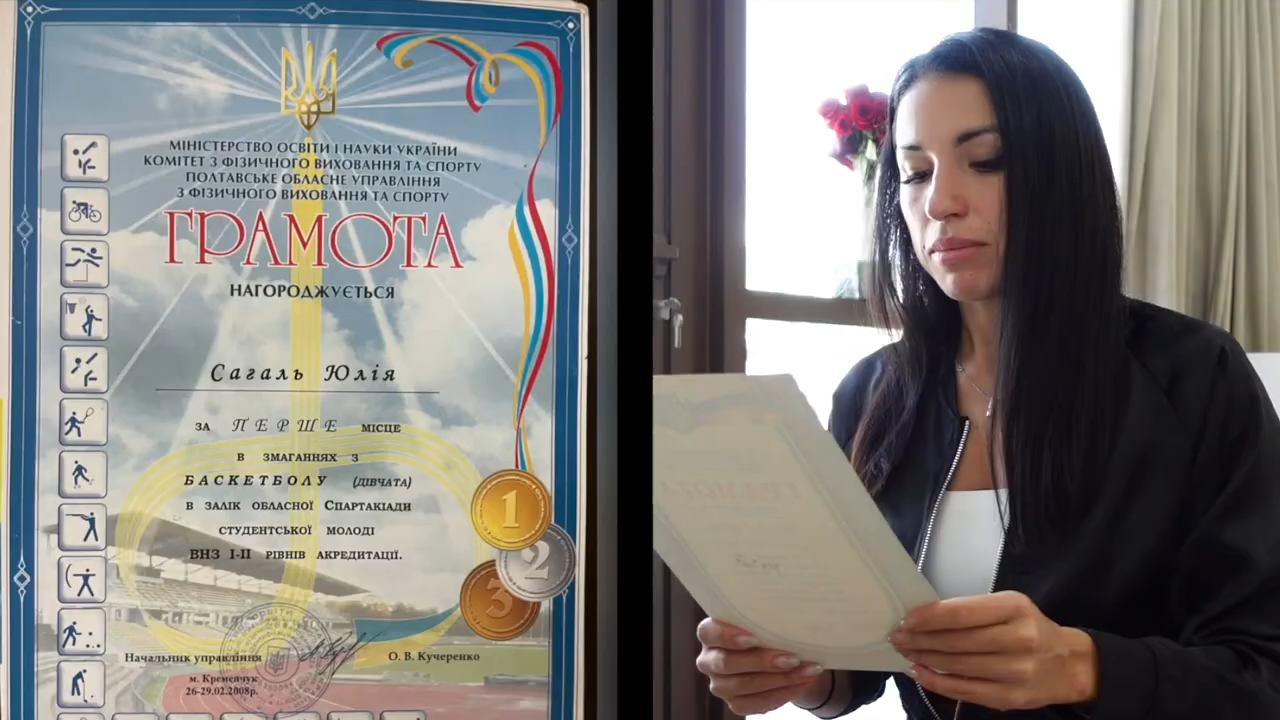 МІНІСТЕРСТВО ОСВІТИ І НАУКИ УКРАЇНИ
КОМІТЕТ З ФІЗИЧНОГО ВИХОВАННЯ ТА СПОРТУ
ПОЛТАВСЬКЕ ОБЛАСНЕ УПРАВЛІННЯ
З ФІЗИЧНОГО ВИХОВАННЯ ТА СПОРТУ
ГРАМОТА
НАГОРОДЖУЄТЬСЯ
Сагаль Юлія
ЗА ПЕРШЕ МІСЦЕ
В ЗМАГАННЯХ З
БАСКЕТБОЛУ (ДІВЧАТА)
В ЗАЛІК ОБЛАСНОЇ СПАРТАКІАДИ
СТУДЕНТСЬКОЇ МОЛОДІ
ВНЗ І-ІІ РІВНІВ АКРЕДИТАЦІЇ.
1
2
3
Начальник управління О. В. Кучеренко
м. Кременчук
26-29.02.2008р.